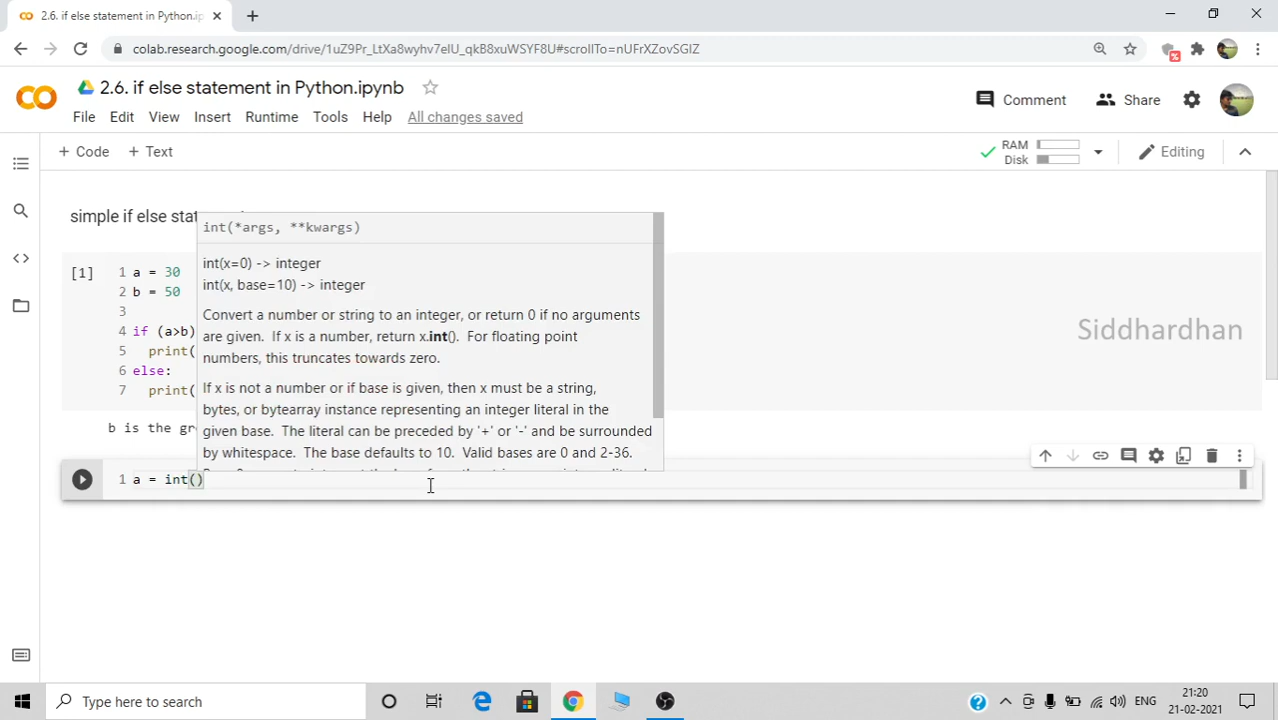 2.6. if else statement in Python.ip
colab.research.google.com/drive/1uZ9Pr_LtXa8wyhv7eIU_qkB8xuWSYF8U#scrollTo=nUFrXZovSGIZ
2.6. if else statement in Python.ipynb
File Edit View Insert Runtime Tools Help All changes saved
Comment Share
+ Code + Text
RAM
Disk
Editing
simple if else
int(*args, **kwargs)
int(x=0) -> integer
int(x, base=10) -> integer
Convert a number or string to an integer, or return 0 if no arguments
are given. If x is a number, return x.int(). For floating point
numbers, this truncates towards zero.
If x is not a number or if base is given, then x must be a string,
bytes, or bytearray instance representing an integer literal in the
given base. The literal can be preceded by '+' or '-' and be surrounded
by whitespace. The base defaults to 10. Valid bases are 0 and 2-36.
[1]
1 a = 30
2 b = 50
3
4 if (a>b)
5 print(
6 else:
7 print(
b is the gr
Siddhardhan
1 a = int()
Type here to search
ENG
21:20
21-02-2021